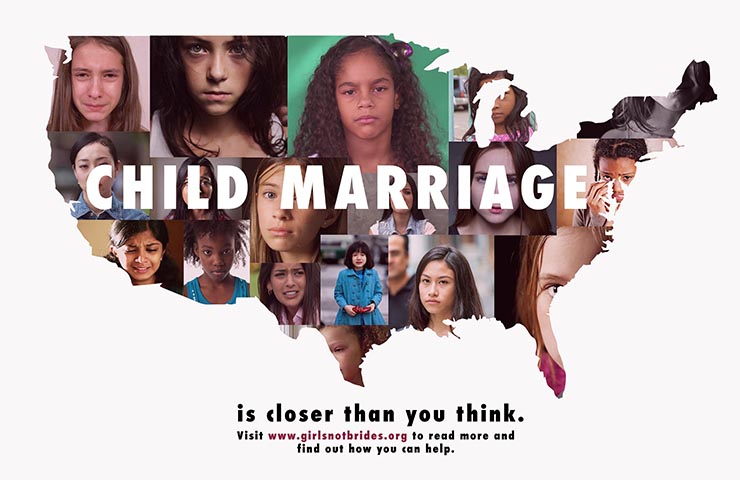 CHILD MARRIAGE
is closer than you think.
Visit www.girlsnotbrides.org to read more and
find out how you can help.